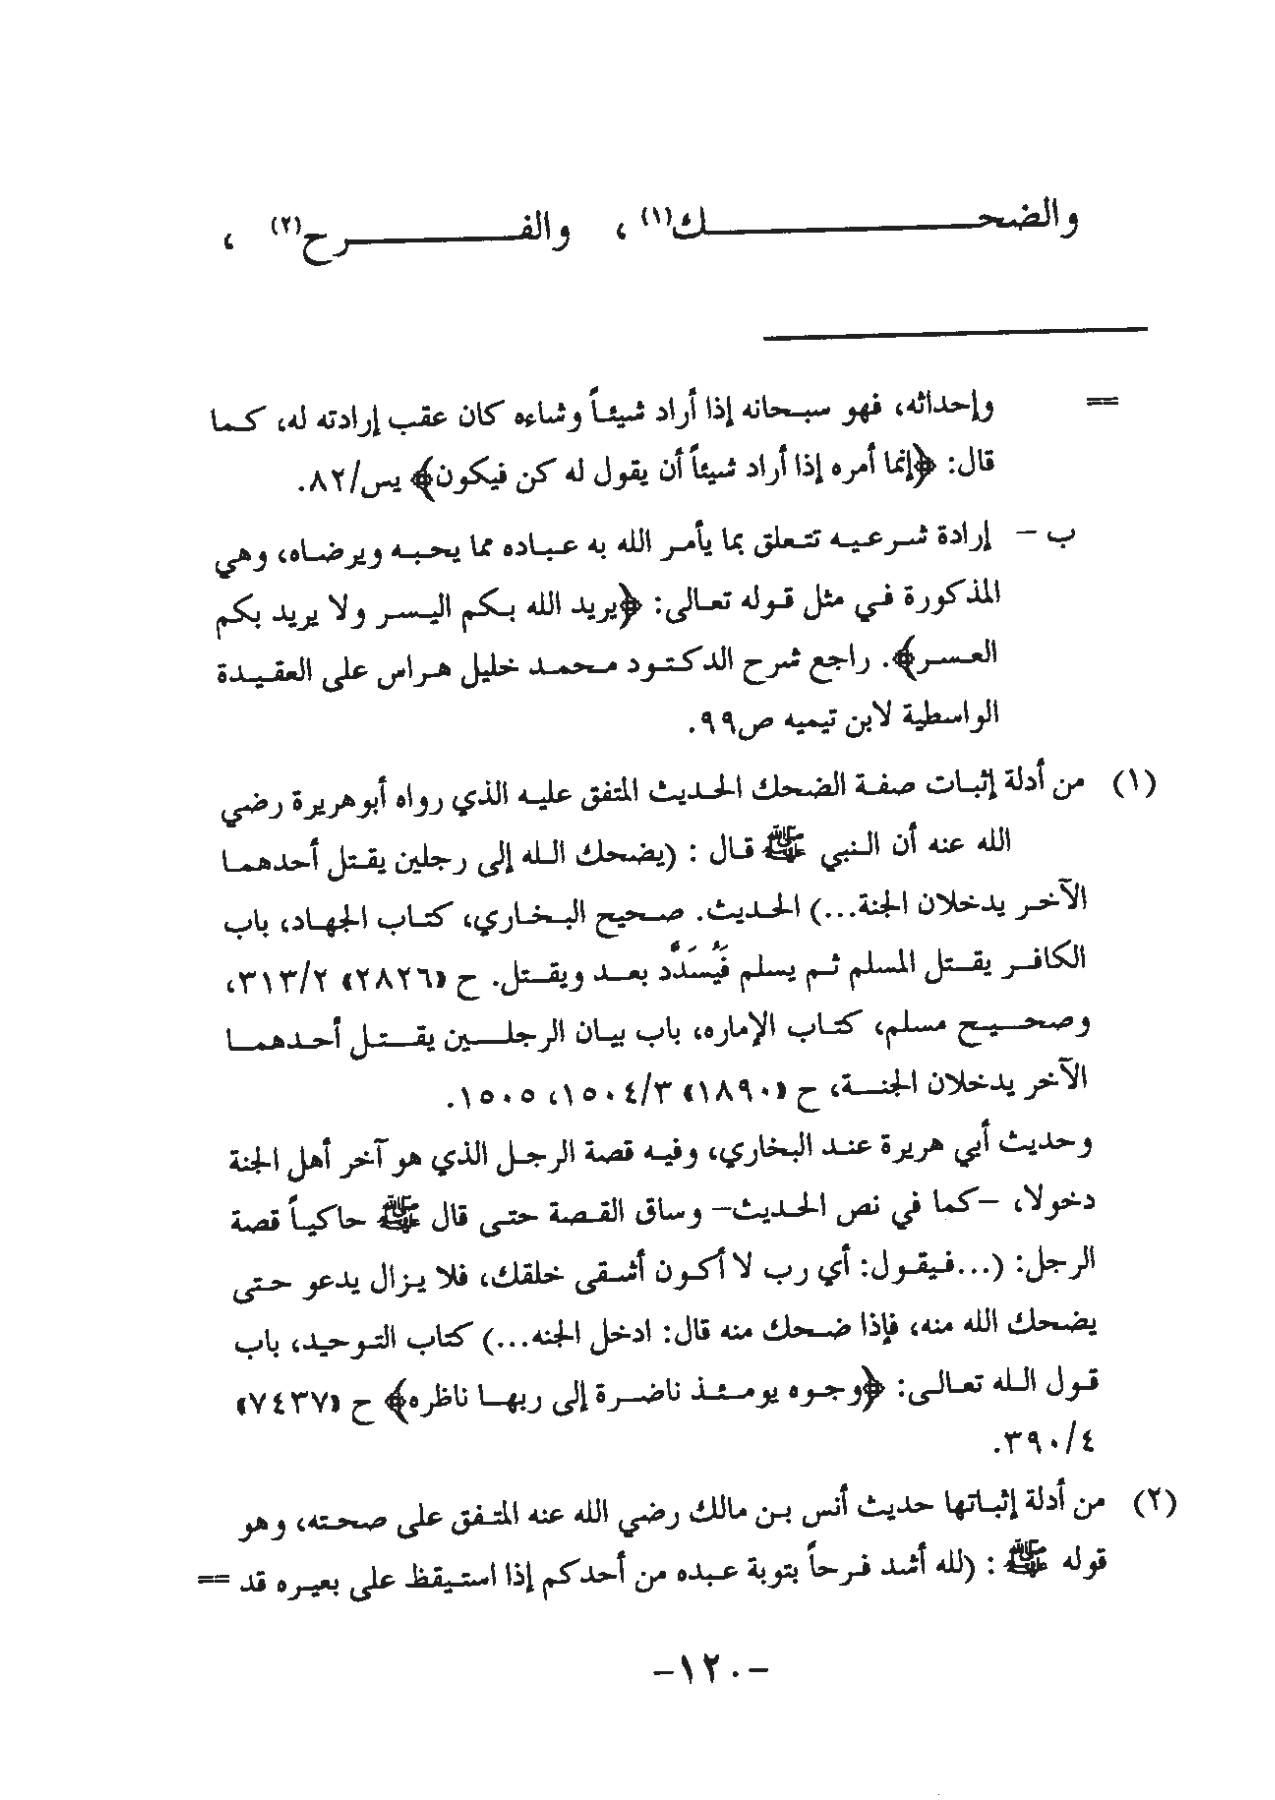 والضحـــــــــــــك(١) ، والفـــــــــــرح(٢) ،
== وإحداثه، فهو سبحانه إذا أراد شيئاً وشاءه كان عقب إرادته له، كما
قال: ﴿إنما أمره إذا أراد شيئاً أن يقول له كن فيكون﴾ يس/٨٢.
ب - إرادة شرعيه تتعلق بما يأمر الله به عباده مما يحبه ويرضاه، وهي
المذكورة في مثل قوله تعالى: ﴿يريد الله بكم اليسر ولا يريد بكم
العسر﴾. راجع شرح الدكتود محمد خليل هراس على العقيدة
الواسطية لابن تيميه ص٩٩.
(١) من أدلة إثبات صفة الضحك الحديث المتفق عليه الذي رواه أبوهريرة رضي
الله عنه أن النبي ﷺ قال : (يضحك الله إلى رجلين يقتل أحدهما
الآخر يدخلان الجنة...) الحديث. صحيح البخاري، كتاب الجهاد، باب
الكافر يقتل المسلم ثم يسلم فَيُسَدَّد بعد ويقتل. ح «٢٨٢٦» ٣١٣/٢،
وصحيح مسلم، كتاب الإماره، باب بيان الرجلين يقتل أحدهما
الآخر يدخلان الجنة، ح «١٨٩٠» ١٥٠٤/٣، ١٥٠٥.
وحديث أبي هريرة عند البخاري، وفيه قصة الرجل الذي هو آخر أهل الجنة
دخولا، -كما في نص الحديث- وساق القصة حتى قال ﷺ حاكياً قصة
الرجل: (...فيقول: أي رب لا أكون أشقى خلقك، فلا يزال يدعو حتى
يضحك الله منه، فإذا ضحك منه قال: ادخل الجنه...) كتاب التوحيد، باب
قول الله تعالى: ﴿وجوه يومئذ ناضرة إلى ربها ناظره﴾ ح «٧٤٣٧»
٣٩٠/٤.
(٢) من أدلة إثباتها حديث أنس بن مالك رضي الله عنه المتفق على صحته، وهو
قوله ﷺ : (لله أشد فرحاً بتوبة عبده من أحدكم إذا استيقظ على بعيره قد ==
-١٢٠-